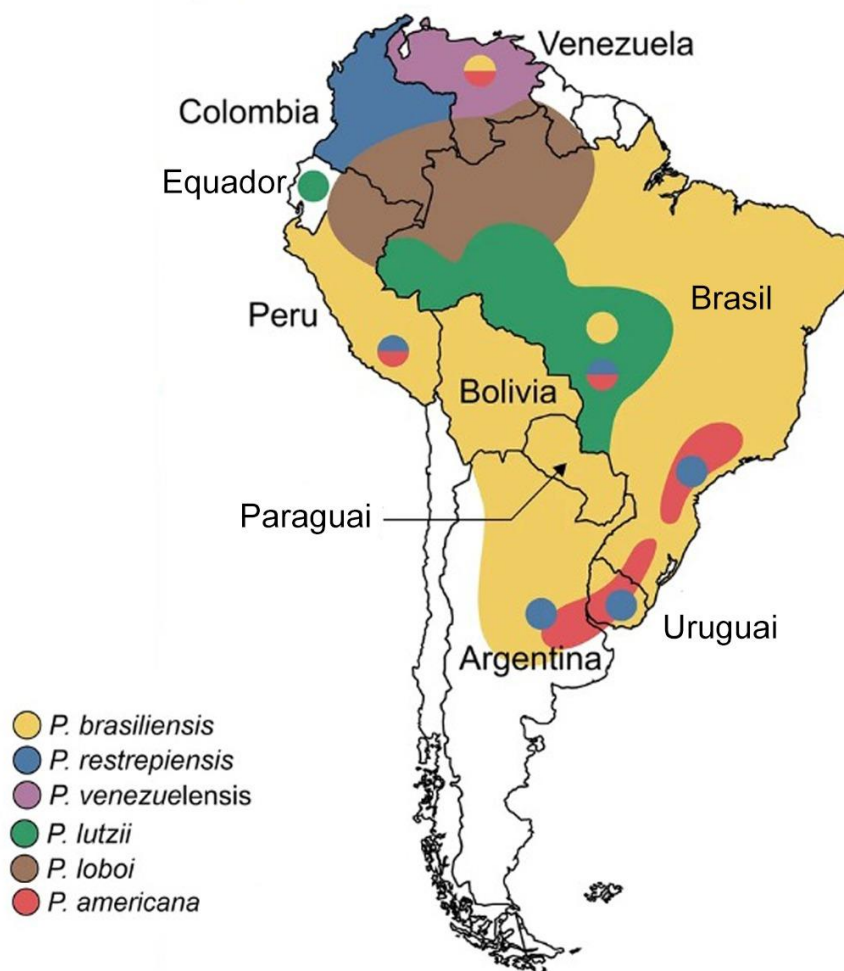 Venezuela
Colombia
Equador
Peru
Brasil
Bolivia
Paraguai
Uruguai
Argentina
P. brasiliensis
P. restrepiensis
P. venezuelensis
P. lutzii
P. loboi
P. americana